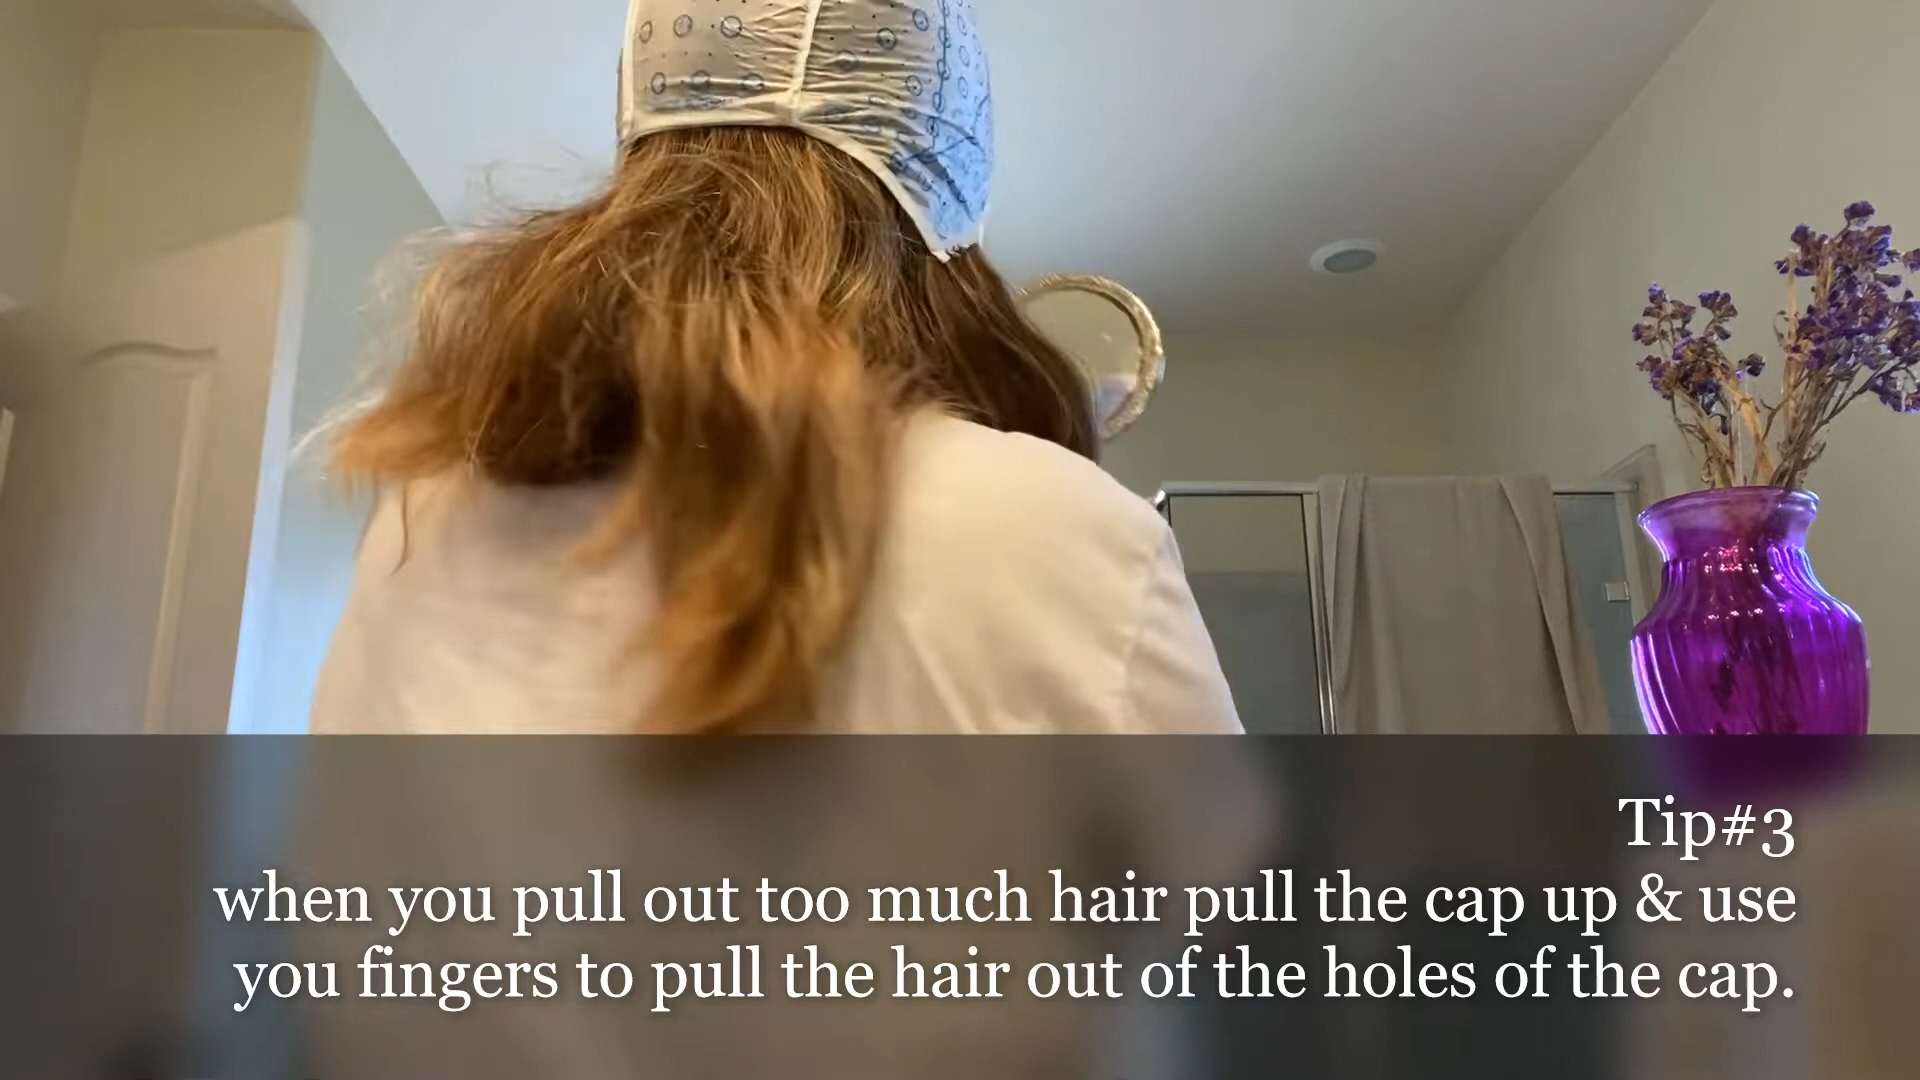 Tip#3
when you pull out too much hair pull the cap up & use
you fingers to pull the hair out of the holes of the cap.